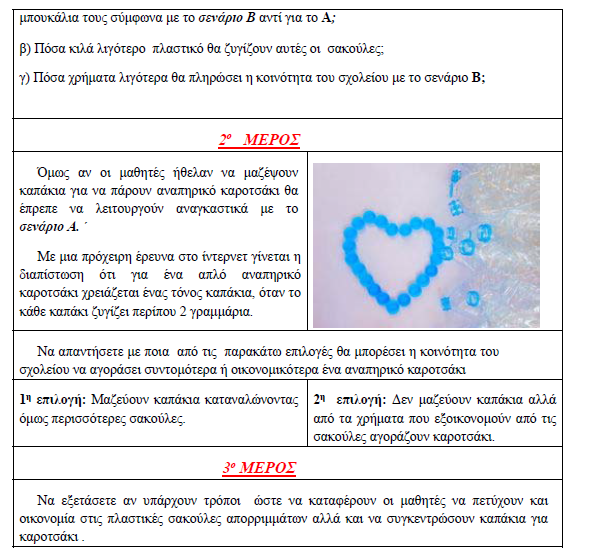 μπουκάλια τους σύμφωνα με το σενάριο Β αντί για το Α;
β) Πόσα κιλά λιγότερο πλαστικό θα ζυγίζουν αυτές οι σακούλες;
γ) Πόσα χρήματα λιγότερα θα πληρώσει η κοινότητα του σχολείου με το σενάριο Β;
2ο ΜΕΡΟΣ
Όμως αν οι μαθητές ήθελαν να μαζέψουν
καπάκια για να πάρουν αναπηρικό καροτσάκι θα
έπρεπε να λειτουργούν αναγκαστικά με το
σενάριο Α. ΄
Με μια πρόχειρη έρευνα στο ίντερνετ γίνεται η
διαπίστωση ότι για ένα απλό αναπηρικό
καροτσάκι χρειάζεται ένας τόνος καπάκια, όταν το
κάθε καπάκι ζυγίζει περίπου 2 γραμμάρια.
Να απαντήσετε με ποια από τις παρακάτω επιλογές θα μπορέσει η κοινότητα του
σχολείου να αγοράσει συντομότερα ή οικονομικότερα ένα αναπηρικό καροτσάκι
1η επιλογή: Μαζεύουν καπάκια καταναλώνοντας
όμως περισσότερες σακούλες.
2η επιλογή: Δεν μαζεύουν καπάκια αλλά
από τα χρήματα που εξοικονομούν από τις
σακούλες αγοράζουν καροτσάκι.
3ο ΜΕΡΟΣ
Να εξετάσετε αν υπάρχουν τρόποι ώστε να καταφέρουν οι μαθητές να πετύχουν και
οικονομία στις πλαστικές σακούλες απορριμμάτων αλλά και να συγκεντρώσουν καπάκια για
καροτσάκι .